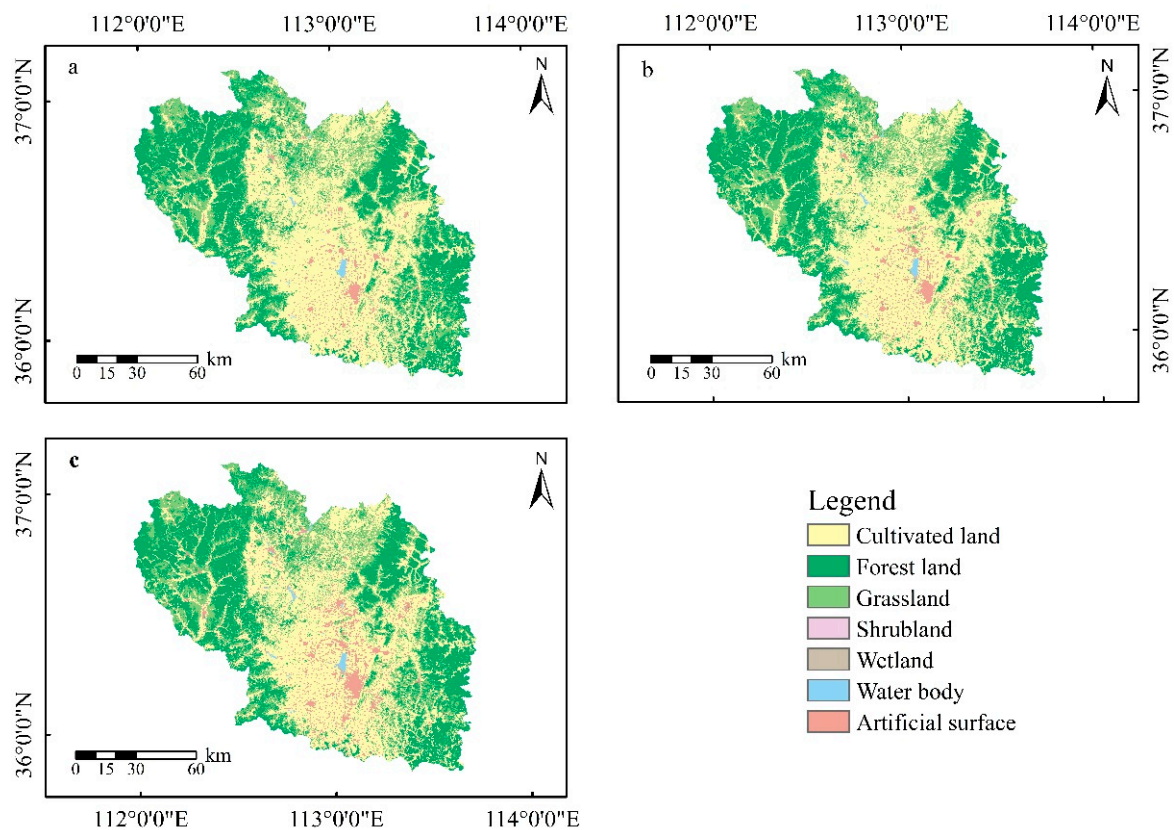 112°0'0"E 113°0'0"E 114°0'0"E 112°0'0"E 113°0'0"E 114°0'0"E
a
N
37°0'0"N
36°0'0"N
km
0 15 30 60
b
N
37°0'0"N
36°0'0"N
km
0 15 30 60
c
N
37°0'0"N
36°0'0"N
km
0 15 30 60
112°0'0"E 113°0'0"E 114°0'0"E
Legend
Cultivated land
Forest land
Grassland
Shrubland
Wetland
Water body
Artificial surface